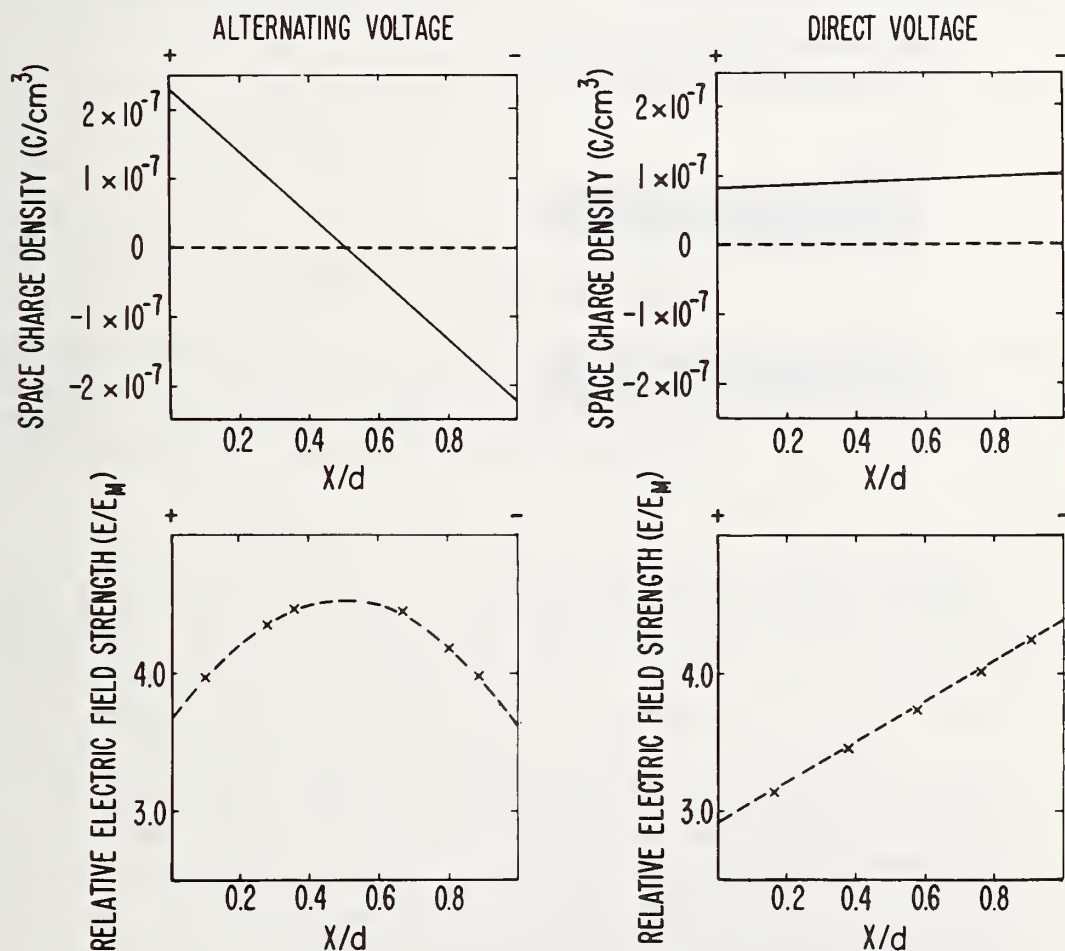 ALTERNATING VOLTAGE
+ −
SPACE CHARGE DENSITY (C/cm³)
2×10⁻⁷
1×10⁻⁷
0
-1×10⁻⁷
-2×10⁻⁷
0.2 0.4 0.6 0.8
X/d
DIRECT VOLTAGE
+ −
SPACE CHARGE DENSITY (C/cm³)
2×10⁻⁷
1×10⁻⁷
0
-1×10⁻⁷
-2×10⁻⁷
0.2 0.4 0.6 0.8
X/d
+ −
RELATIVE ELECTRIC FIELD STRENGTH (E/E_M)
4.0
3.0
0.2 0.4 0.6 0.8
X/d
+ −
RELATIVE ELECTRIC FIELD STRENGTH (E/E_M)
4.0
3.0
0.2 0.4 0.6 0.8
X/d